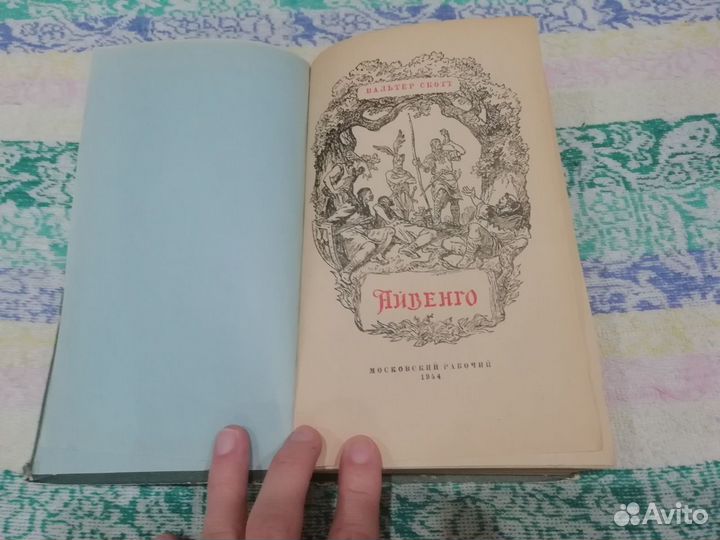 ВАЛЬТЕР СКОТТ
АЙВЕНГО
МОСКОВСКИЙ РАБОЧИЙ
1954
Avito